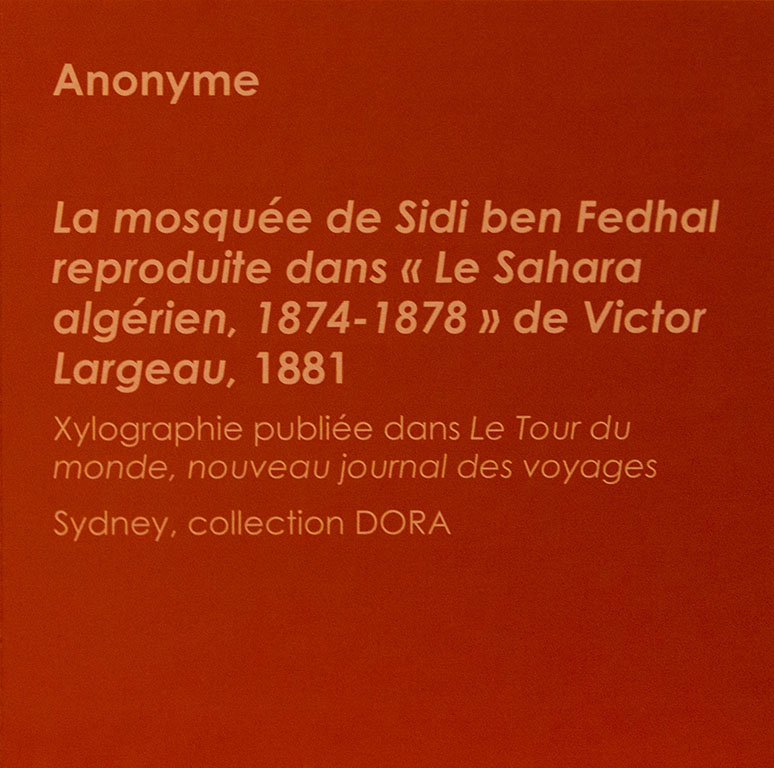 Anonyme
La mosquée de Sidi ben Fedhal
reproduite dans « Le Sahara
algérien, 1874-1878 » de Victor
Largeau, 1881
Xylographie publiée dans Le Tour du
monde, nouveau journal des voyages
Sydney, collection DORA